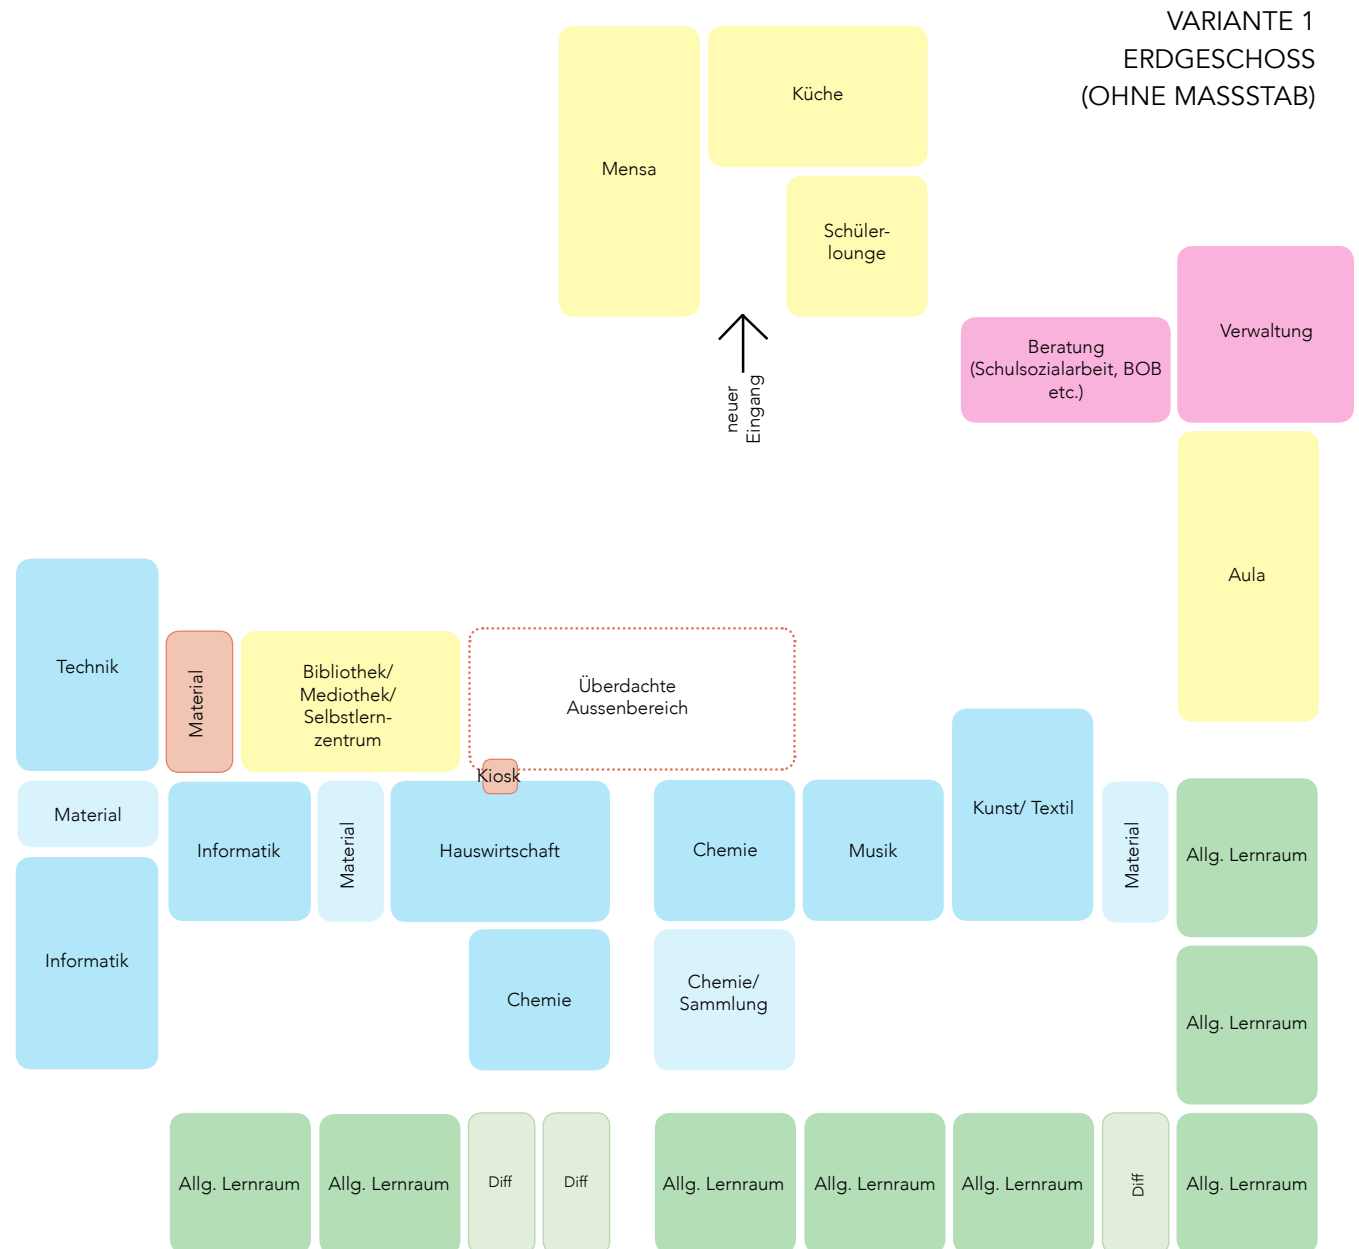 VARIANTE 1
ERDGESCHOSS
(OHNE MASSSTAB)
Küche
Mensa
Schüler-
lounge
Verwaltung
Beratung
(Schulsozialarbeit, BOB
etc.)
neuer
Eingang
Aula
Technik
Material
Bibliothek/
Mediothek/
Selbstlern-
zentrum
Überdachte
Aussenbereich
Kiosk
Material
Informatik
Material
Hauswirtschaft
Chemie
Musik
Kunst/ Textil
Material
Allg. Lernraum
Informatik
Chemie
Chemie/
Sammlung
Allg. Lernraum
Allg. Lernraum
Allg. Lernraum
Diff
Diff
Allg. Lernraum
Allg. Lernraum
Allg. Lernraum
Diff
Allg. Lernraum